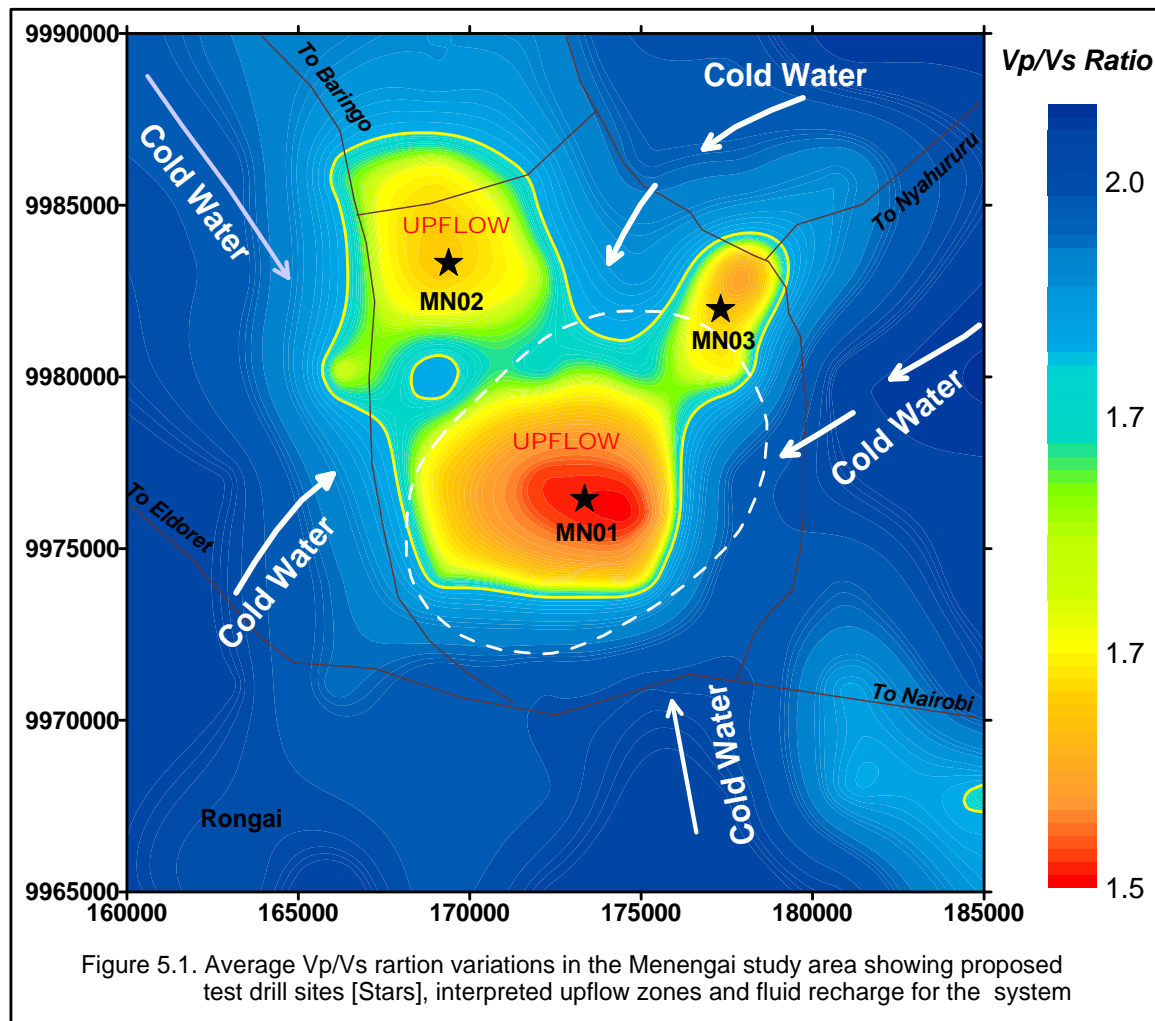 9990000
Vp/Vs Ratio
To Baringo
Cold Water
Cold Water
To Nyahururu
2.0
9985000
UPFLOW
MN02
MN03
9980000
1.7
Cold Water
UPFLOW
MN01
To Eldoret
9975000
Cold Water
1.7
To Nairobi
9970000
Cold Water
Rongai
9965000
1.5
160000 165000 170000 175000 180000 185000
Figure 5.1. Average Vp/Vs rartion variations in the Menengai study area showing proposed
test drill sites [Stars], interpreted upflow zones and fluid recharge for the system